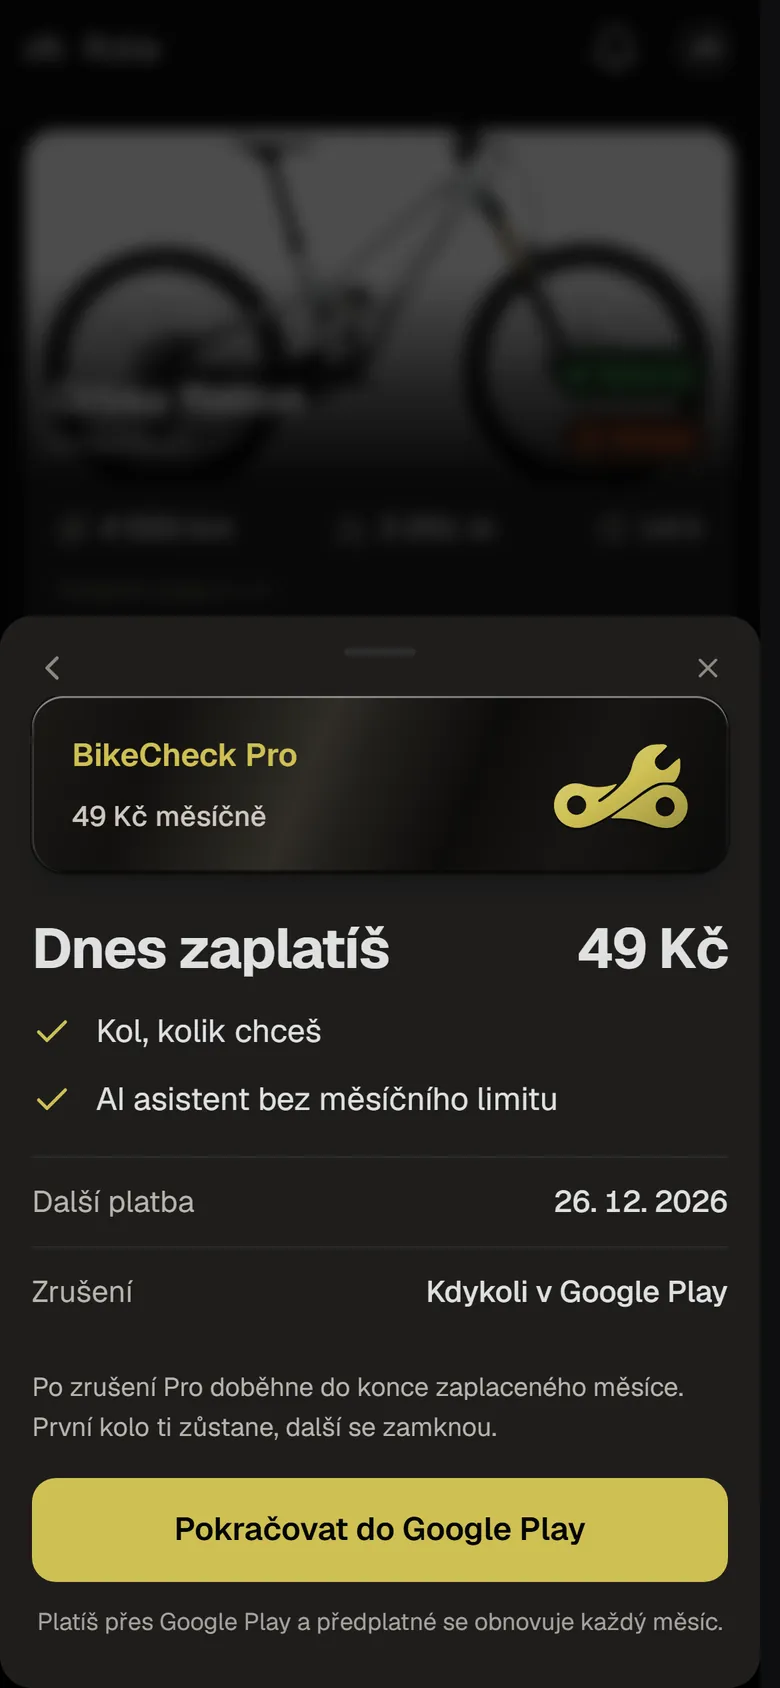 BikeCheck Pro
49 Kč měsíčně
Dnes zaplatíš 49 Kč
Kol, kolik chceš
AI asistent bez měsíčního limitu
Další platba 26. 12. 2026
Zrušení Kdykoli v Google Play
Po zrušení Pro doběhne do konce zaplaceného měsíce.
První kolo ti zůstane, další se zamknou.
Pokračovat do Google Play
Platíš přes Google Play a předplatné se obnovuje každý měsíc.